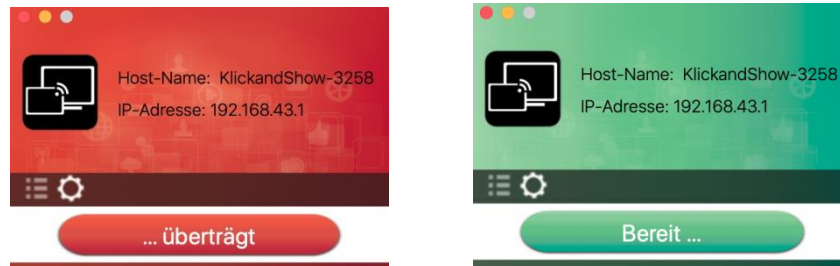 Host-Name: KlickandShow-3258
IP-Adresse: 192.168.43.1
... überträgt
Host-Name: KlickandShow-3258
IP-Adresse: 192.168.43.1
Bereit ...